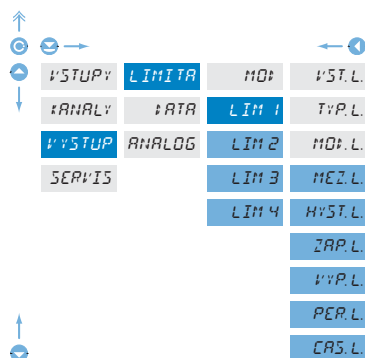 VSTUPY LIMITA MOD VST. L.
KANALY DATA LIM 1 TYP. L.
VYSTUP. ANALOG LIM 2 MOD. L.
SERVIS LIM 3 MEZ. L.
LIM 4 HYST. L.
ZAP. L.
VYP. L.
PER. L.
CAS. L.